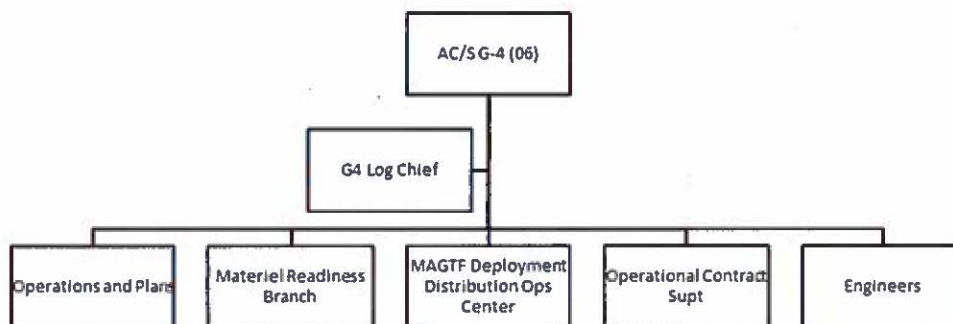 AC/S G-4 (06)
G4 Log Chief
Operations and Plans
Materiel Readiness
Branch
MAGTF Deployment
Distribution Ops
Center
Operational Contract
Supt
Engineers